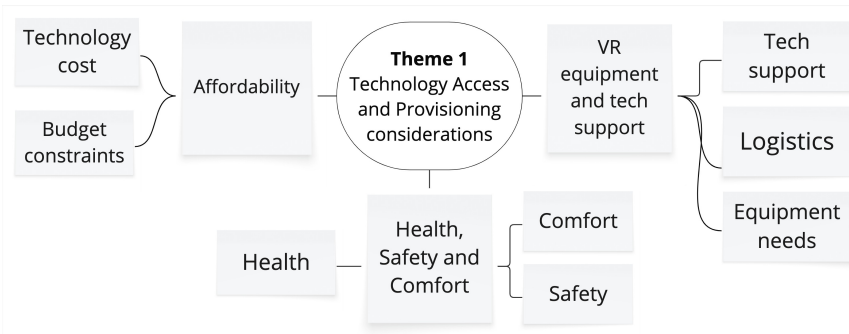 Technology
cost
Budget
constraints
Affordability
Theme 1
Technology Access
and Provisioning
considerations
VR
equipment
and tech
support
Tech
support
Logistics
Equipment
needs
Health
Health,
Safety and
Comfort
Comfort
Safety